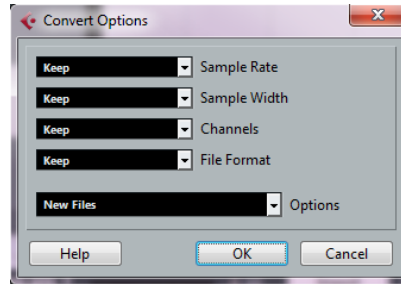 Convert Options
Keep Sample Rate
Keep Sample Width
Keep Channels
Keep File Format
New Files Options
Help OK Cancel